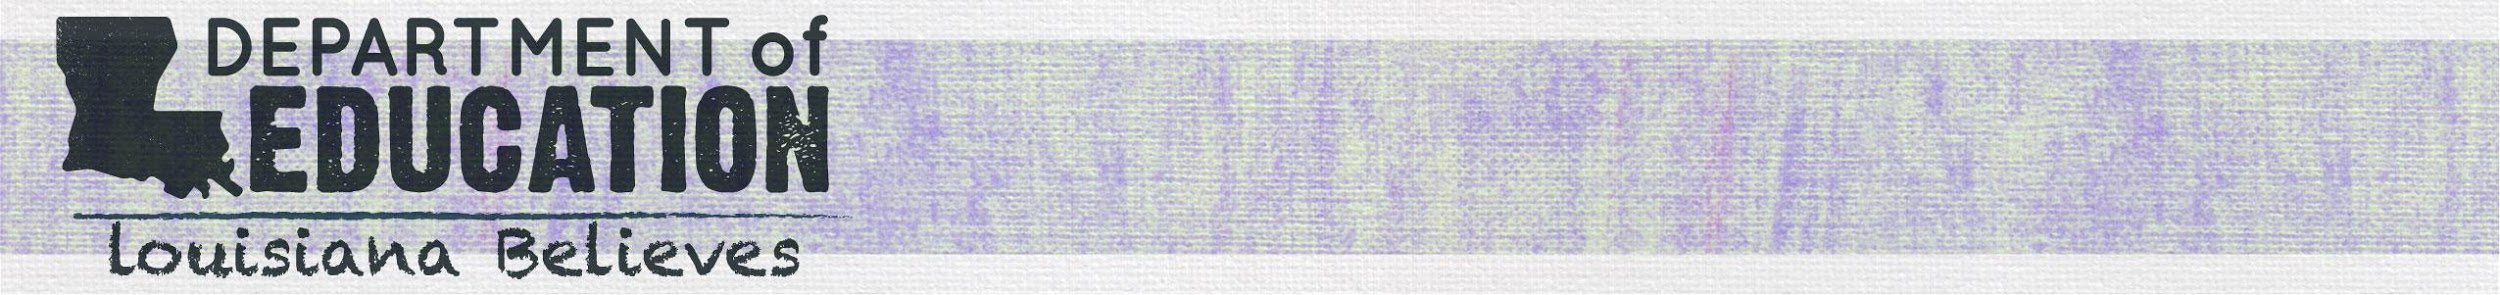 DEPARTMENT of
EDUCATION
Louisiana Believes